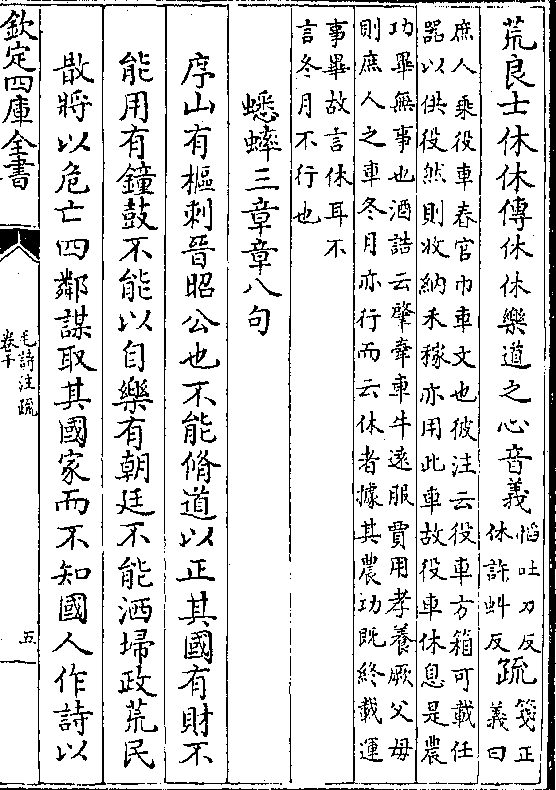 荒良士休休傳休休樂道之心音義
慆吐刀反
休許虯反
疏
箋正
義曰
庶人乘役車春官巾車文也彼注云役車方箱可載任
器以供役然則收納禾稼亦用此車故役車休息是農
功畢無事也酒誥云肇牽車牛遠服賈用孝養厥父母
則庶人之車冬月亦行而云休者據其農功既終載運
事畢故言休耳不
言冬月不行也
蟋蟀三章章八句
序山有樞刺晉昭公也不能脩道以正其國有財不
能用有鐘鼓不能以自樂有朝廷不能洒埽政荒民
散將以危亡四鄰謀取其國家而不知國人作詩以
欽定四庫全書
毛詩注疏
卷十
五